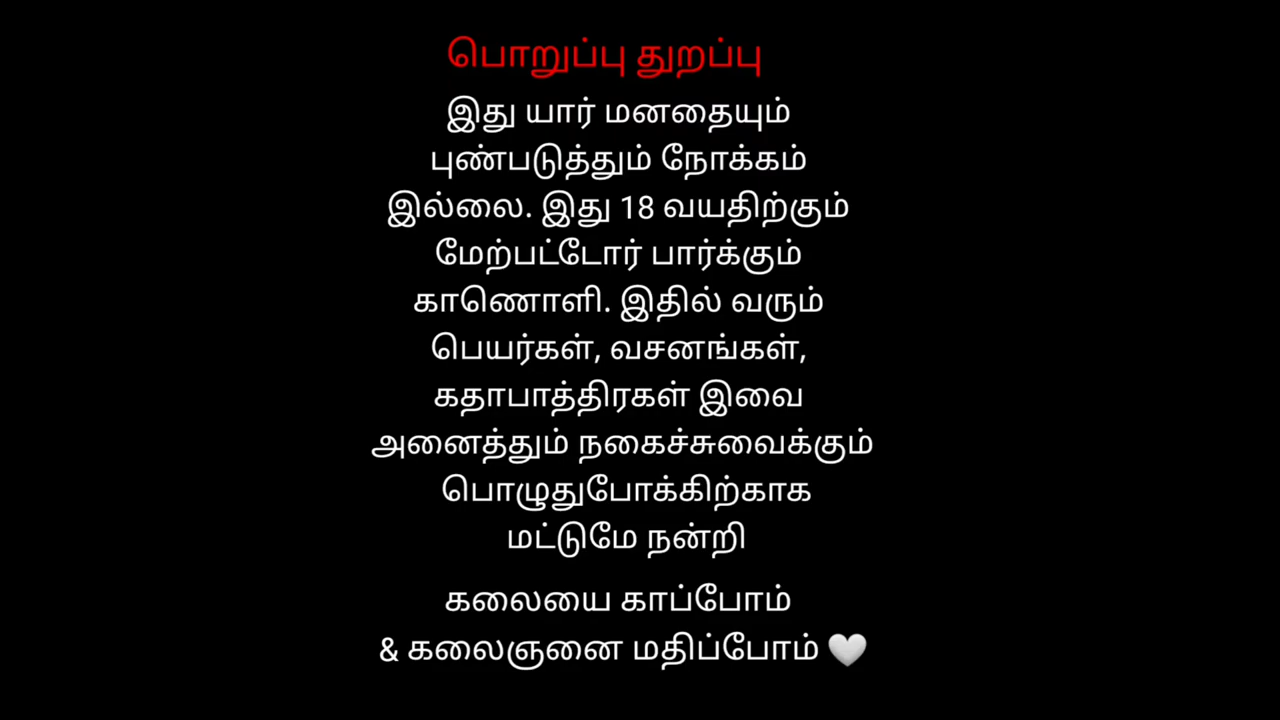 பொறுப்பு துறப்பு
இது யார் மனதையும்
புண்படுத்தும் நோக்கம்
இல்லை. இது 18 வயதிற்கும்
மேற்பட்டோர் பார்க்கும்
காணொளி. இதில் வரும்
பெயர்கள், வசனங்கள்,
கதாபாத்திரகள் இவை
அனைத்தும் நகைச்சுவைக்கும்
பொழுதுபோக்கிற்காக
மட்டுமே நன்றி
கலையை காப்போம்
& கலைஞனை மதிப்போம் 🤍